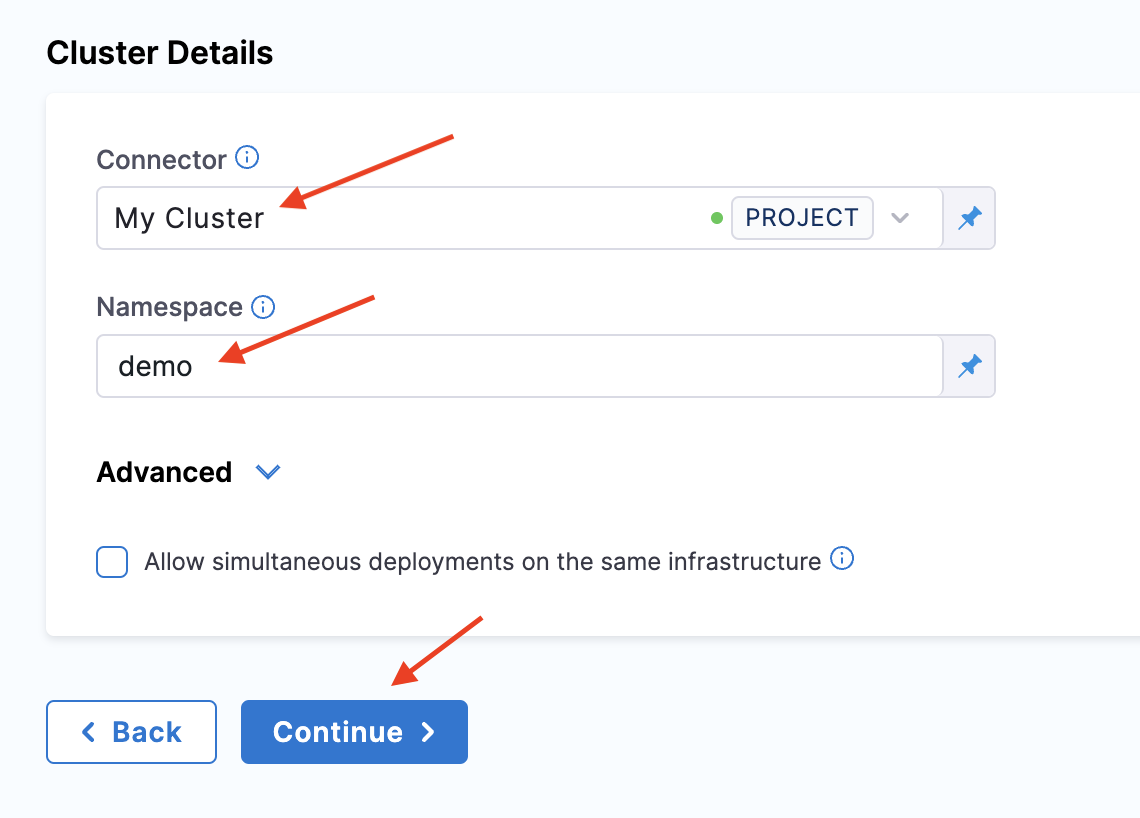 Cluster Details
Connector
My Cluster PROJECT
Namespace
demo
Advanced
Allow simultaneous deployments on the same infrastructure
Back Continue